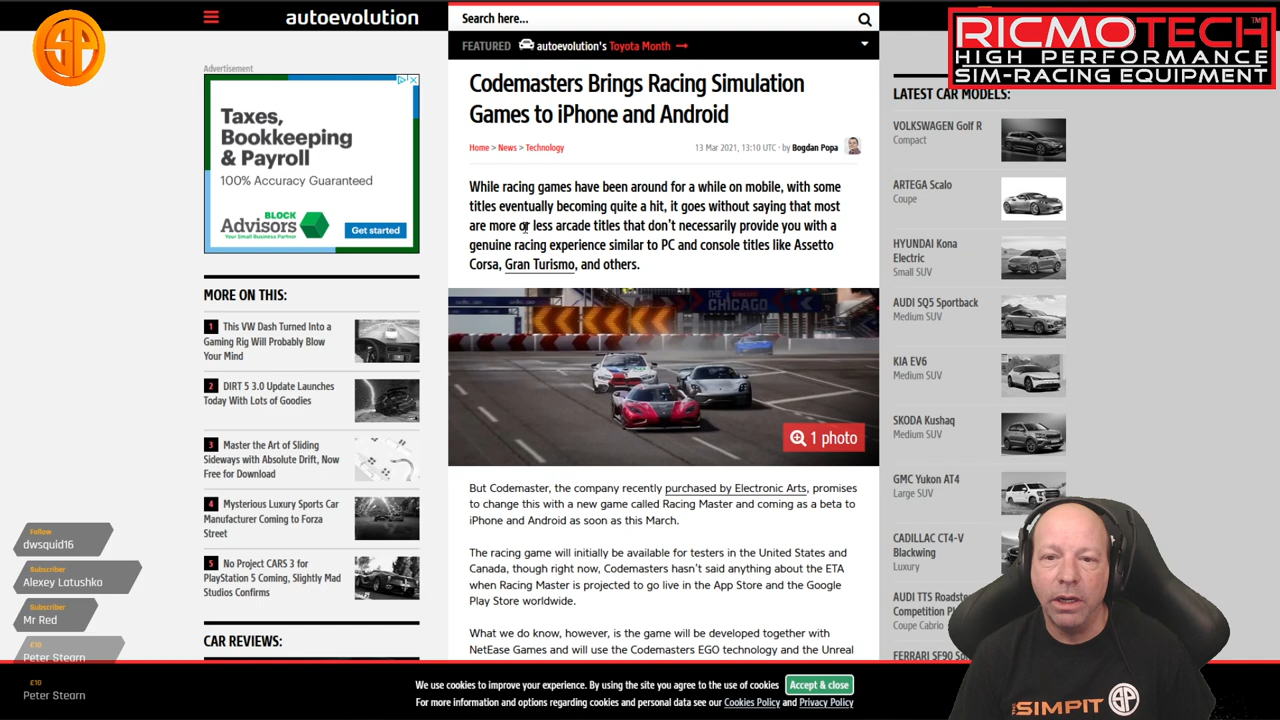 SP
autoevolution
Search here...
FEATURED autoevolution's Toyota Month
RICMOTECH™
HIGH PERFORMANCE
SIM-RACING EQUIPMENT
Advertisement
Taxes,
Bookkeeping
& Payroll
100% Accuracy Guaranteed
BLOCK
Advisors
Your Small Business Partner
Get started
MORE ON THIS:
1 This VW Dash Turned Into a
Gaming Rig Will Probably Blow
Your Mind
2 DIRT 5 3.0 Update Launches
Today With Lots of Goodies
3 Master the Art of Sliding
Sideways with Absolute Drift, Now
Free for Download
4 Mysterious Luxury Sports Car
Manufacturer Coming to Forza
Street
5 No Project CARS 3 for
PlayStation 5 Coming, Slightly Mad
Studios Confirms
CAR REVIEWS:
Codemasters Brings Racing Simulation
Games to iPhone and Android
Home > News > Technology
13 Mar 2021, 13:10 UTC · by Bogdan Popa
While racing games have been around for a while on mobile, with some
titles eventually becoming quite a hit, it goes without saying that most
are more or less arcade titles that don't necessarily provide you with a
genuine racing experience similar to PC and console titles like Assetto
Corsa, Gran Turismo, and others.
THE
CHICAGO
1 photo
But Codemaster, the company recently purchased by Electronic Arts, promises
to change this with a new game called Racing Master and coming as a beta to
iPhone and Android as soon as this March.
The racing game will initially be available for testers in the United States and
Canada, though right now, Codemasters hasn't said anything about the ETA
when Racing Master is projected to go live in the App Store and the Google
Play Store worldwide.
What we do know, however, is the game will be developed together with
NetEase Games and will use the Codemasters EGO technology and the Unreal
LATEST CAR MODELS:
VOLKSWAGEN Golf R
Compact
ARTEGA Scalo
Coupe
HYUNDAI Kona
Electric
Small SUV
AUDI SQ5 Sportback
Medium SUV
KIA EV6
Medium SUV
SKODA Kushaq
Medium SUV
GMC Yukon AT4
Large SUV
CADILLAC CT4-V
Blackwing
Luxury
AUDI TTS Roadste
Competition Pl
Coupe Cabrio
FERRARI SF90 Sp
Follow
dwsquid16
Subscriber
Alexey Latushko
Subscriber
Mr Red
£10
Peter Stearn
£10
Peter Stearn
We use cookies to improve your experience. By using the site you agree to the use of cookies Accept & close
For more information and options regarding cookies and personal data see our Cookies Policy and Privacy Policy
THE SIMPIT SP